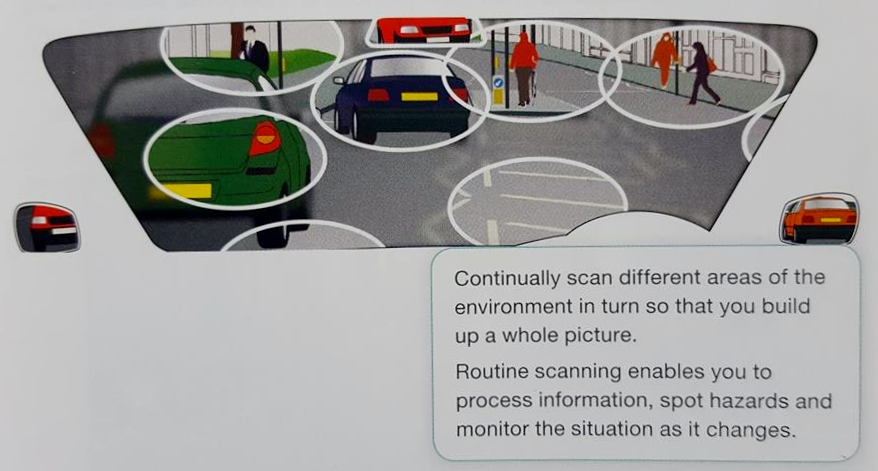 Continually scan different areas of the
environment in turn so that you build
up a whole picture.
Routine scanning enables you to
process information, spot hazards and
monitor the situation as it changes.